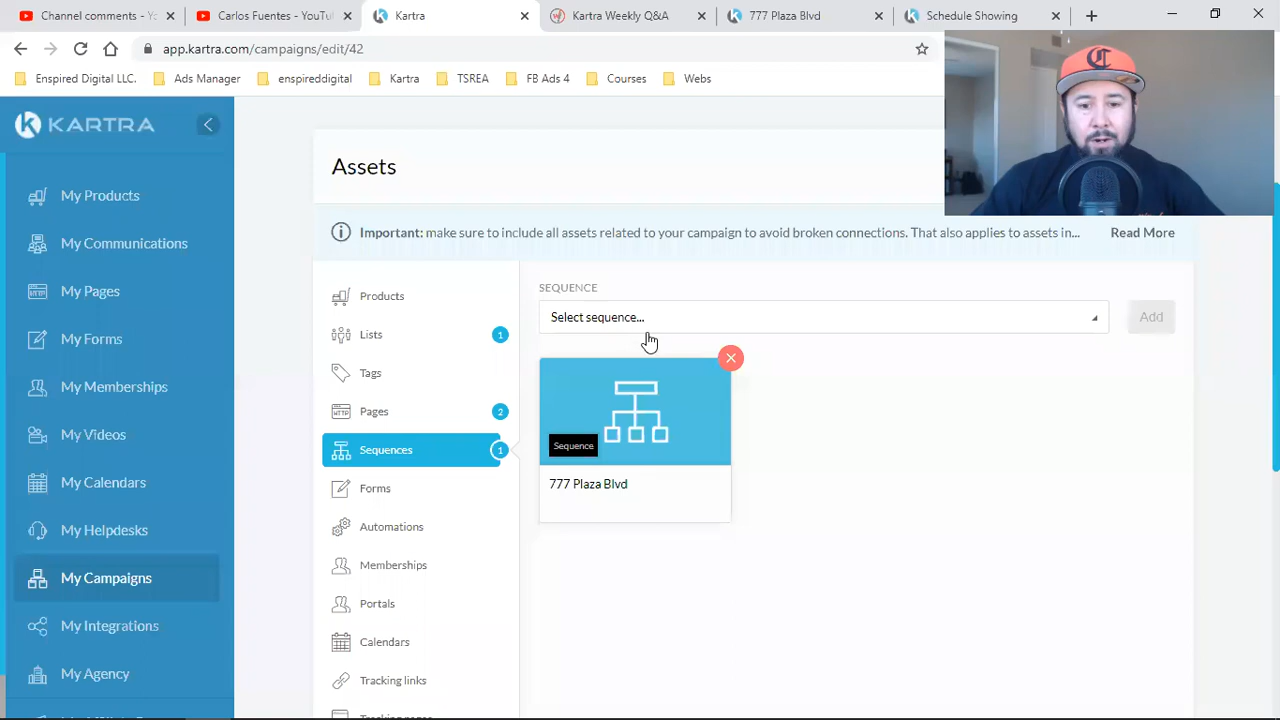 Channel comments - Yo
Carlos Fuentes - YouTube
Kartra
Kartra Weekly Q&A
777 Plaza Blvd
Schedule Showing
app.kartra.com/campaigns/edit/42
Enspired Digital LLC.
Ads Manager
enspireddigital
Kartra
TSREA
FB Ads 4
Courses
Webs
KARTRA
My Products
My Communications
My Pages
My Forms
My Memberships
My Videos
My Calendars
My Helpdesks
My Campaigns
My Integrations
My Agency
Assets
Important: make sure to include all assets related to your campaign to avoid broken connections. That also applies to assets in... Read More
Products
Lists 1
Tags
Pages 2
Sequences 1
Forms
Automations
Memberships
Portals
Calendars
Tracking links
SEQUENCE
Select sequence...
Add
Sequence
777 Plaza Blvd